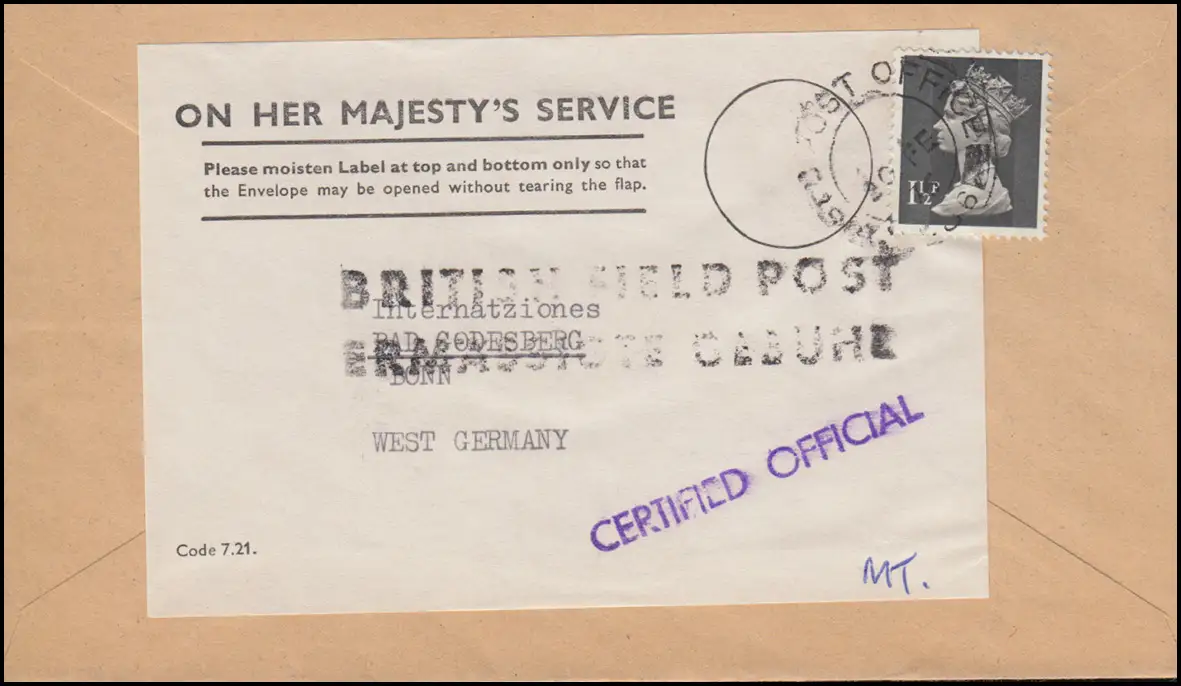 ON HER MAJESTY'S SERVICE
POST OFFICE
1½P
Please moisten Label at top and bottom only so that
the Envelope may be opened without tearing the flap.
BRITISH FIELD POST
Internatziones
BAD GODESBERG
ERMASSIGTE GEBUHR
BONN
WEST GERMANY
CERTIFIED OFFICIAL
Code 7.21.
MT.